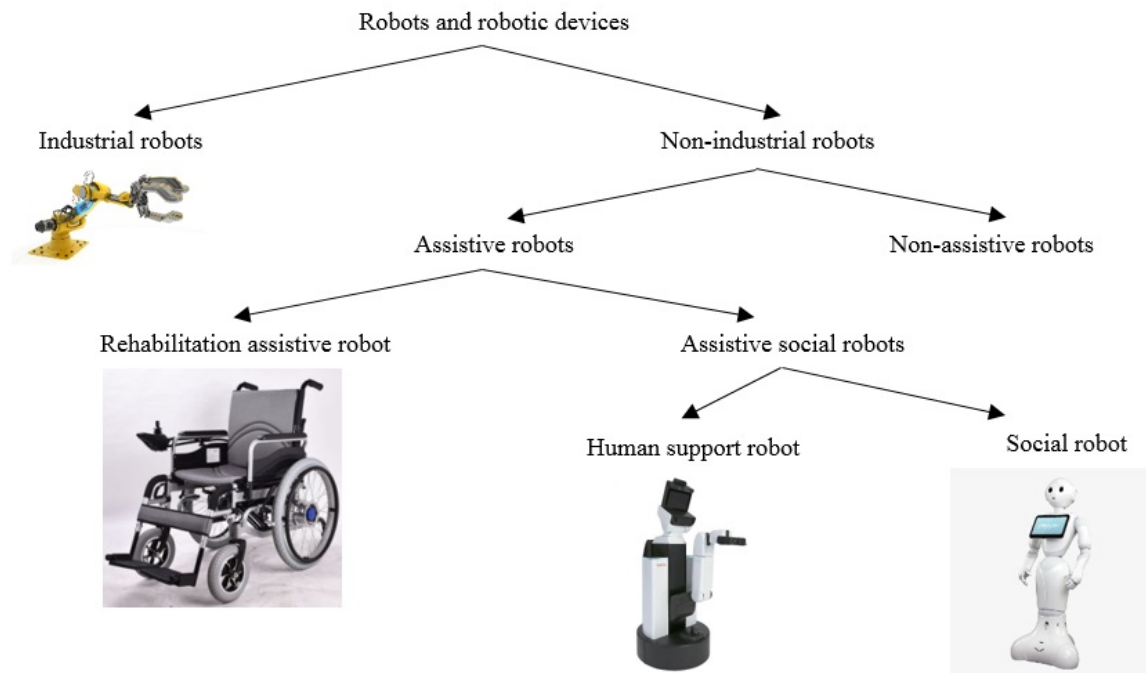 Robots and robotic devices
Industrial robots
Non-industrial robots
Assistive robots
Non-assistive robots
Rehabilitation assistive robot
Assistive social robots
Human support robot
Social robot